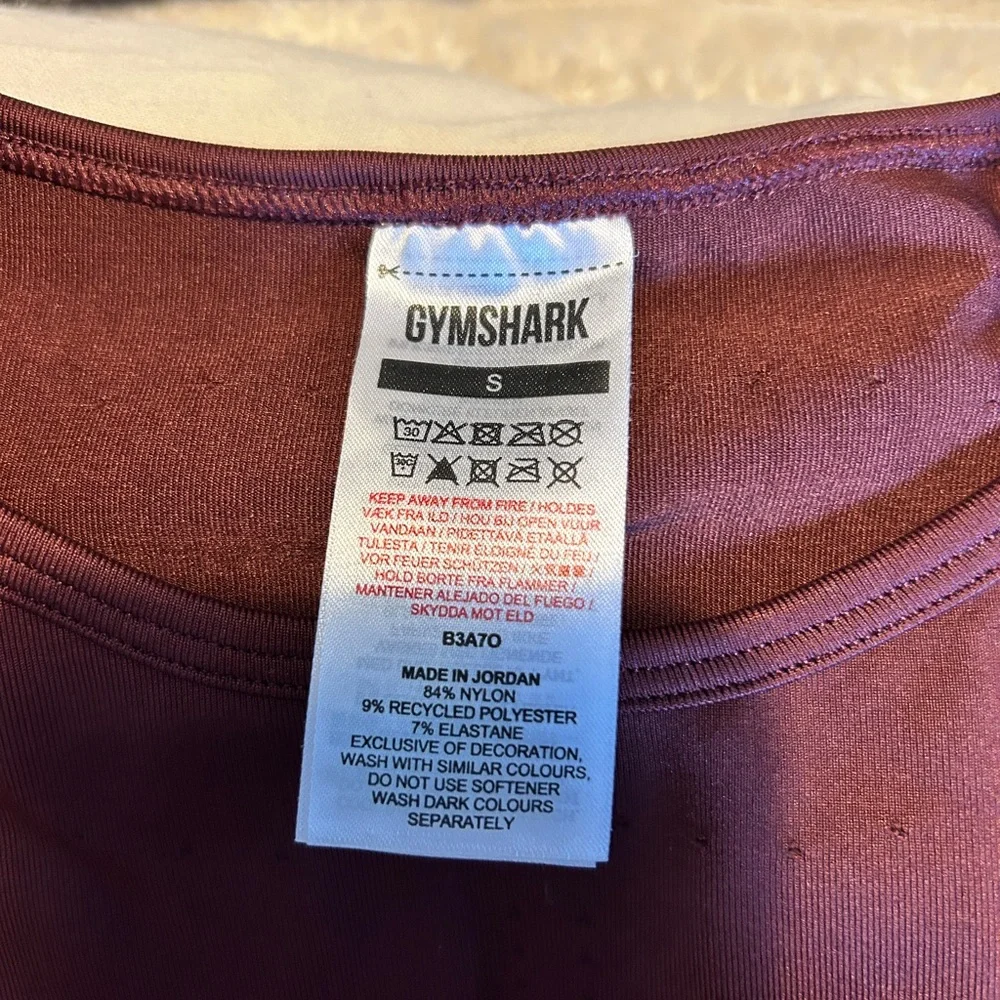 GYMSHARK
S
30
30C
KEEP AWAY FROM FIRE / HOLDES
VÆK FRA ILD / HOU BIJ OPEN VUUR
VANDAAN / PIDETTÄVÄ ETÄÄLLÄ
TULESTA / TENIR ÉLOIGNÉ DU FEU /
VOR FEUER SCHÜTZEN /
HOLD BORTE FRA FLAMMER /
MANTENER ALEJADO DEL FUEGO /
SKYDDA MOT ELD
B3A7O
MADE IN JORDAN
84% NYLON
9% RECYCLED POLYESTER
7% ELASTANE
EXCLUSIVE OF DECORATION,
WASH WITH SIMILAR COLOURS,
DO NOT USE SOFTENER
WASH DARK COLOURS
SEPARATELY